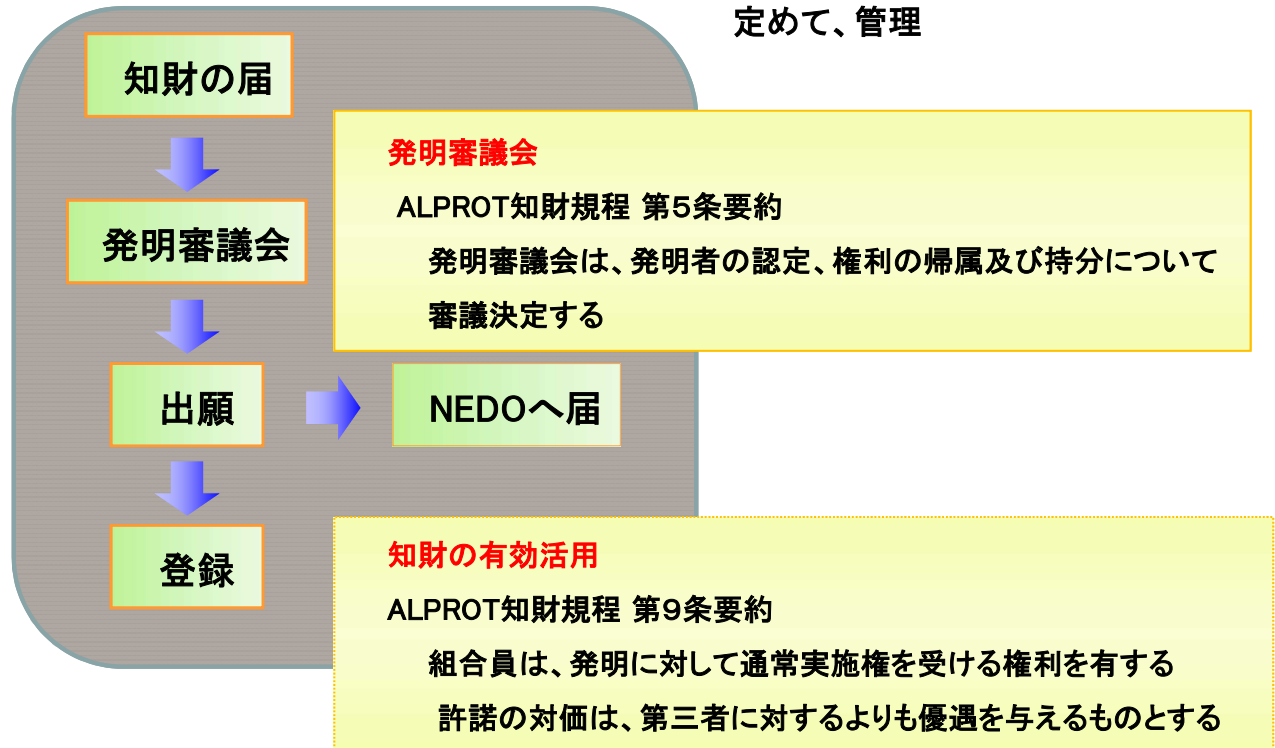 定めて、管理
知財の届
発明審議会
出願
NEDOへ届
登録
発明審議会
ALPROT知財規程 第5条要約
発明審議会は、発明者の認定、権利の帰属及び持分について
審議決定する
知財の有効活用
ALPROT知財規程 第9条要約
組合員は、発明に対して通常実施権を受ける権利を有する
許諾の対価は、第三者に対するよりも優遇を与えるものとする